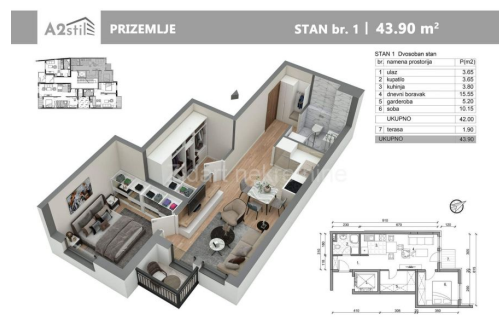 A2stil
PRIZEMLJE
STAN br. 1 | 43.90 m²
STAN 1 Dvosoban stan
br. namena prostorija P(m2)
1 ulaz 3.65
2 kupatilo 3.65
3 kuhinja 3.80
4 dnevni boravak 15.55
5 garderoba 5.20
6 soba 10.15
UKUPNO 42.00
7 terasa 1.90
UKUPNO 43.90
nekretnine